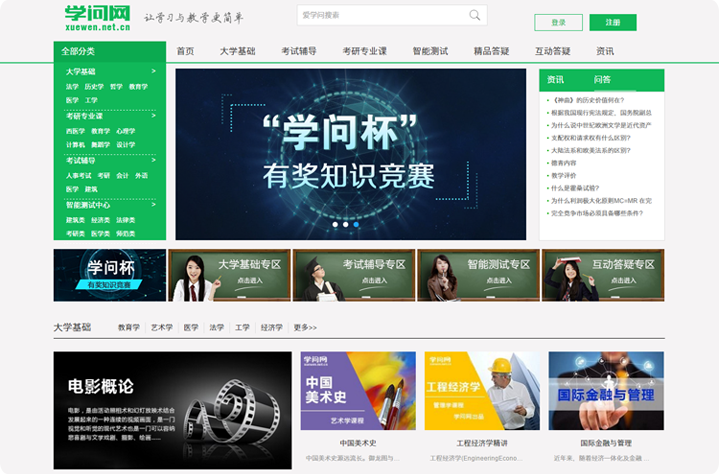 学问网
xuewen.net.cn
让学习与教学更简单
爱学问搜索
登录
注册
全部分类
首页 大学基础 考试辅导 考研专业课 智能测试 精品答疑 互动答疑 资讯
大学基础 >
法学 历史学 哲学 教育学
医学 工学
考研专业课 >
西医学 教育学 心理学
计算机 舞蹈学 设计学
考试辅导 >
人事考试 考研 会计 外语
医学 建筑
智能测试中心 >
建筑类 经济类 法律类
考研类 医学类 师范类
“学问杯”
有奖知识竞赛
资讯 问答
《神曲》的历史价值何在?
根据我国现行宪法规定，国务院副总
为什么说中世纪欧洲文学是近代资产
支配权和请求权有什么区别?
大陆法系和欧美法系的区别?
德育内容
教学评价
什么是霍桑试验?
为什么利润极大化原则MC=MR 在完
完全竞争市场必须具备哪些条件?
学问杯
有奖知识竞赛
大学基础专区
点击进入
考试辅导专区
点击进入
智能测试专区
点击进入
互动答疑专区
点击进入
大学基础 教育学 艺术学 医学 法学 工学 经济学 更多>>
电影概论
电影，是由活动照相术和幻灯放映术结合
发展起来的一种连续的视频画面，是一门
视觉和听觉的现代艺术也是一门可以容纳
悲喜剧与文学戏剧、摄影、绘画......
学问网
中国
美术史
艺术学课程
中国美术史
中国美术史源远流长。御龙图与...
学问网
工程经济学
管理学课程
学问网出品
工程经济学精讲
工程经济学(EngineeringEcono...
国际金融与管理
国际金融与管理
近年来，随着经济一体化及金融 ...